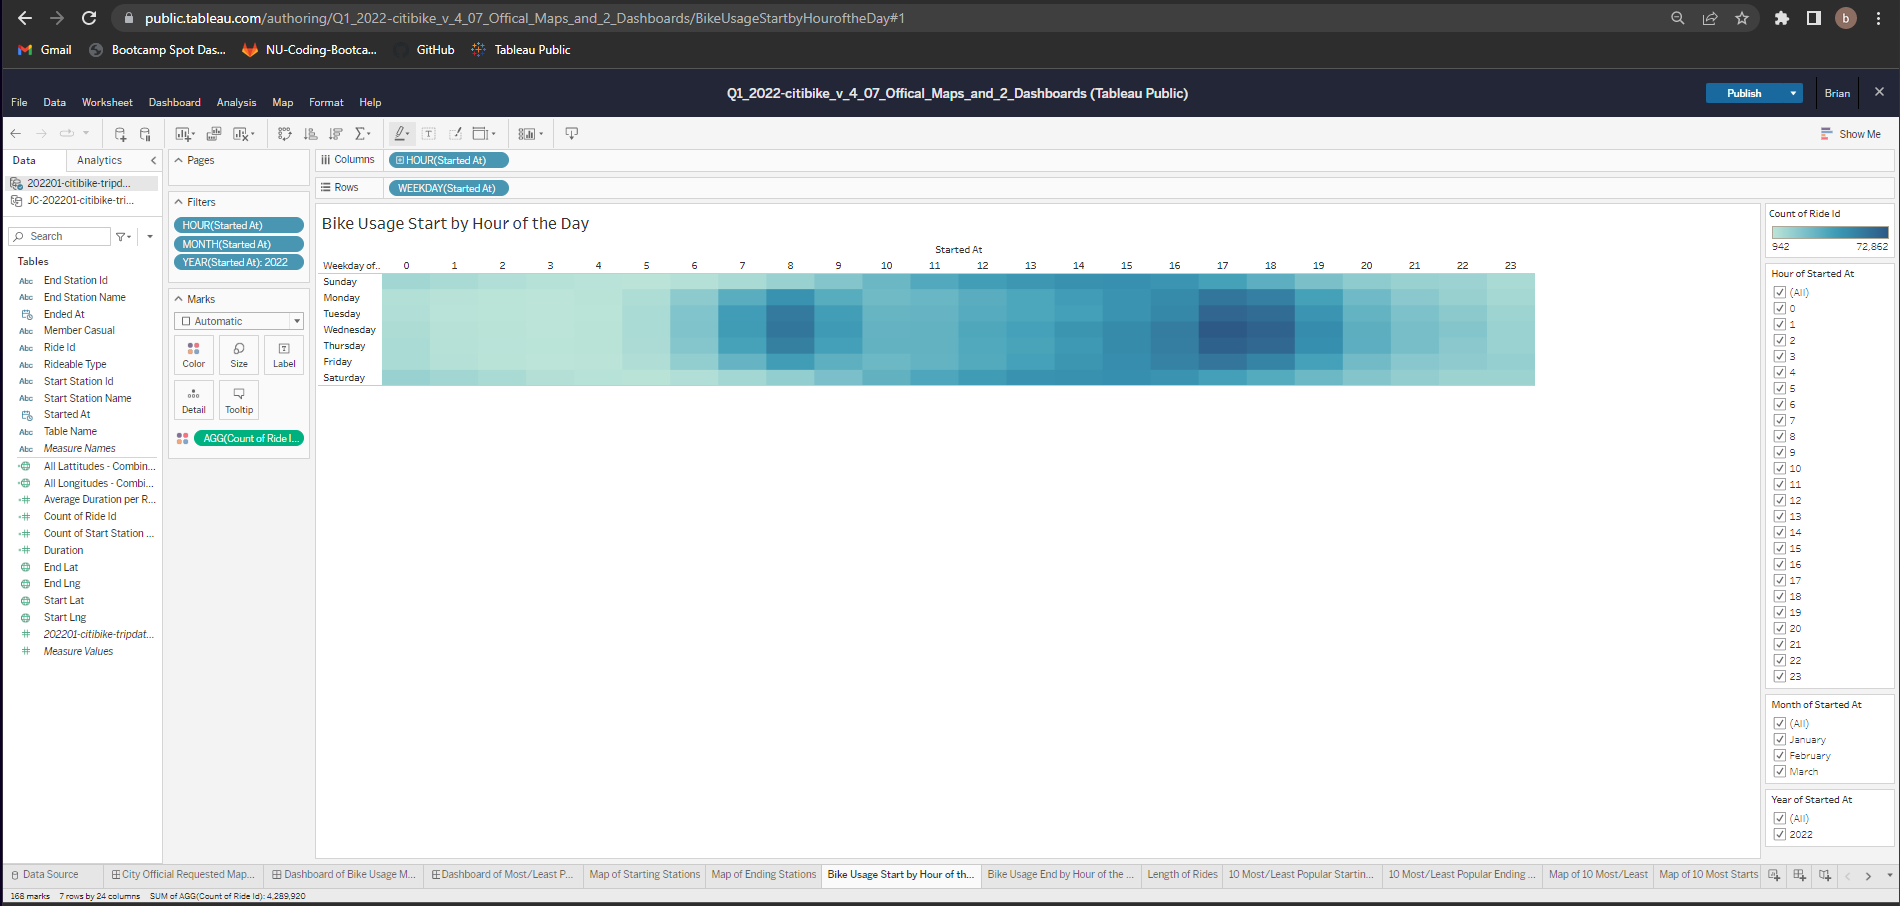 public.tableau.com/authoring/Q1_2022-citibike_v_4_07_Offical_Maps_and_2_Dashboards/BikeUsageStartbyHouroftheDay#1
b
Gmail Bootcamp Spot Das... NU-Coding-Bootca... GitHub Tableau Public
Q1_2022-citibike_v_4_07_Offical_Maps_and_2_Dashboards (Tableau Public)
Publish Brian
File Data Worksheet Dashboard Analysis Map Format Help
Show Me
Data Analytics
202201-citibike-tripd...
JC-202201-citibike-tri...
Search
Tables
Abc End Station Id
Abc End Station Name
Ended At
Abc Member Casual
Abc Ride Id
Abc Rideable Type
Abc Start Station Id
Abc Start Station Name
Started At
Abc Table Name
Abc Measure Names
All Lattitudes - Combin...
All Longitudes - Combi...
Average Duration per R...
Count of Ride Id
Count of Start Station ...
Duration
End Lat
End Lng
Start Lat
Start Lng
202201-citibike-tripdat...
Measure Values
Pages
Filters
HOUR(Started At)
MONTH(Started At)
YEAR(Started At): 2022
Marks
Automatic
Color Size Label
Detail Tooltip
AGG(Count of Ride I...
Columns HOUR(Started At)
Rows WEEKDAY(Started At)
Bike Usage Start by Hour of the Day
Started At
Weekday of.. 0 1 2 3 4 5 6 7 8 9 10 11 12 13 14 15 16 17 18 19 20 21 22 23
Sunday
Monday
Tuesday
Wednesday
Thursday
Friday
Saturday
Count of Ride Id
942 72,862
Hour of Started At
(All)
0
1
2
3
4
5
6
7
8
9
10
11
12
13
14
15
16
17
18
19
20
21
22
23
Month of Started At
(All)
January
February
March
Year of Started At
(All)
2022
Data Source City Official Requested Map... Dashboard of Bike Usage M... Dashboard of Most/Least P... Map of Starting Stations Map of Ending Stations Bike Usage Start by Hour of th... Bike Usage End by Hour of the ... Length of Rides 10 Most/Least Popular Startin... 10 Most/Least Popular Ending ... Map of 10 Most/Least Map of 10 Most Starts
168 marks 7 rows by 24 columns SUM of AGG(Count of Ride Id): 4,289,920